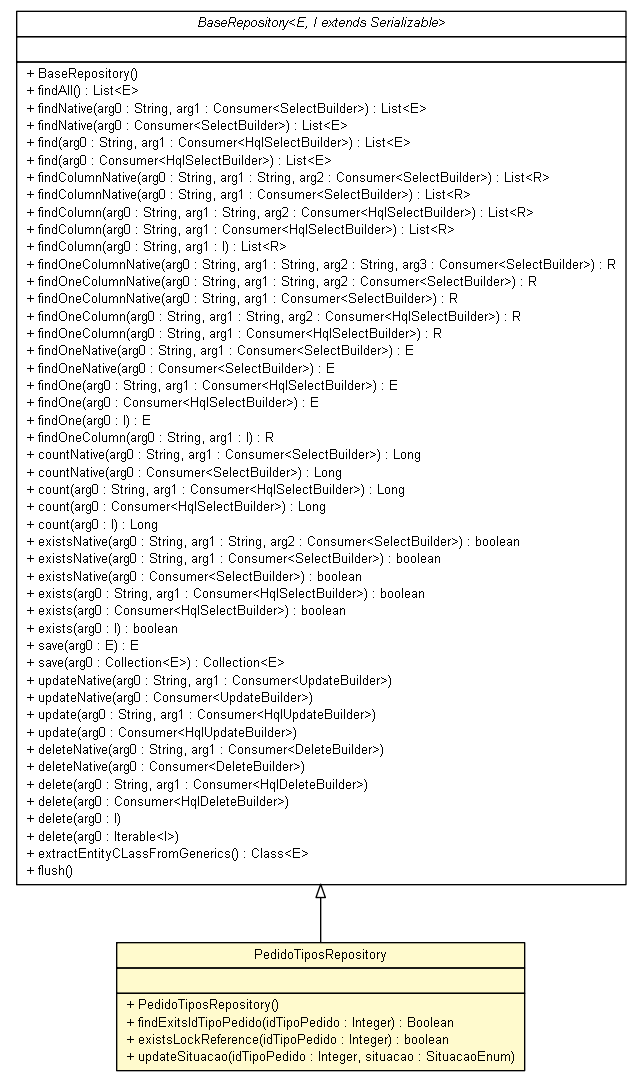 BaseRepository<E, I extends Serializable>
+ BaseRepository()
+ findAll() : List<E>
+ findNative(arg0 : String, arg1 : Consumer<SelectBuilder>) : List<E>
+ findNative(arg0 : Consumer<SelectBuilder>) : List<E>
+ find(arg0 : String, arg1 : Consumer<HqlSelectBuilder>) : List<E>
+ find(arg0 : Consumer<HqlSelectBuilder>) : List<E>
+ findColumnNative(arg0 : String, arg1 : String, arg2 : Consumer<SelectBuilder>) : List<R>
+ findColumnNative(arg0 : String, arg1 : Consumer<SelectBuilder>) : List<R>
+ findColumn(arg0 : String, arg1 : String, arg2 : Consumer<HqlSelectBuilder>) : List<R>
+ findColumn(arg0 : String, arg1 : Consumer<HqlSelectBuilder>) : List<R>
+ findColumn(arg0 : String, arg1 : I) : List<R>
+ findOneColumnNative(arg0 : String, arg1 : String, arg2 : String, arg3 : Consumer<SelectBuilder>) : R
+ findOneColumnNative(arg0 : String, arg1 : String, arg2 : Consumer<SelectBuilder>) : R
+ findOneColumnNative(arg0 : String, arg1 : Consumer<SelectBuilder>) : R
+ findOneColumn(arg0 : String, arg1 : String, arg2 : Consumer<HqlSelectBuilder>) : R
+ findOneColumn(arg0 : String, arg1 : Consumer<HqlSelectBuilder>) : R
+ findOneNative(arg0 : String, arg1 : Consumer<SelectBuilder>) : E
+ findOneNative(arg0 : Consumer<SelectBuilder>) : E
+ findOne(arg0 : String, arg1 : Consumer<HqlSelectBuilder>) : E
+ findOne(arg0 : Consumer<HqlSelectBuilder>) : E
+ findOne(arg0 : I) : E
+ findOneColumn(arg0 : String, arg1 : I) : R
+ countNative(arg0 : String, arg1 : Consumer<SelectBuilder>) : Long
+ countNative(arg0 : Consumer<SelectBuilder>) : Long
+ count(arg0 : String, arg1 : Consumer<HqlSelectBuilder>) : Long
+ count(arg0 : Consumer<HqlSelectBuilder>) : Long
+ count(arg0 : I) : Long
+ existsNative(arg0 : String, arg1 : String, arg2 : Consumer<SelectBuilder>) : boolean
+ existsNative(arg0 : String, arg1 : Consumer<SelectBuilder>) : boolean
+ existsNative(arg0 : Consumer<SelectBuilder>) : boolean
+ exists(arg0 : String, arg1 : Consumer<HqlSelectBuilder>) : boolean
+ exists(arg0 : Consumer<HqlSelectBuilder>) : boolean
+ exists(arg0 : I) : boolean
+ save(arg0 : E) : E
+ save(arg0 : Collection<E>) : Collection<E>
+ updateNative(arg0 : String, arg1 : Consumer<UpdateBuilder>)
+ updateNative(arg0 : Consumer<UpdateBuilder>)
+ update(arg0 : String, arg1 : Consumer<HqlUpdateBuilder>)
+ update(arg0 : Consumer<HqlUpdateBuilder>)
+ deleteNative(arg0 : String, arg1 : Consumer<DeleteBuilder>)
+ deleteNative(arg0 : Consumer<DeleteBuilder>)
+ delete(arg0 : String, arg1 : Consumer<HqlDeleteBuilder>)
+ delete(arg0 : Consumer<HqlDeleteBuilder>)
+ delete(arg0 : I)
+ delete(arg0 : Iterable<I>)
+ extractEntityCLassFromGenerics() : Class<E>
+ flush()
PedidoTiposRepository
+ PedidoTiposRepository()
+ findExitsIdTipoPedido(idTipoPedido : Integer) : Boolean
+ existsLockReference(idTipoPedido : Integer) : boolean
+ updateSituacao(idTipoPedido : Integer, situacao : SituacaoEnum)